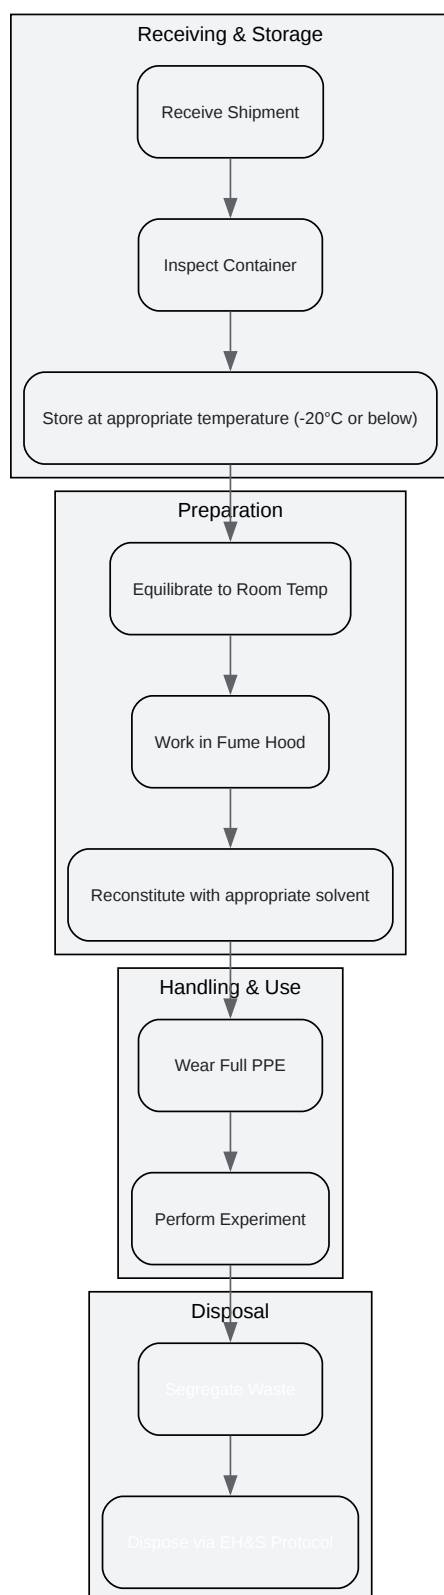 Receiving & Storage
Receive Shipment
Inspect Container
Store at appropriate temperature (-20°C or below)
Preparation
Equilibrate to Room Temp
Work in Fume Hood
Reconstitute with appropriate solvent
Handling & Use
Wear Full PPE
Perform Experiment
Disposal
Segregate Waste
Dispose via EH&S Protocol